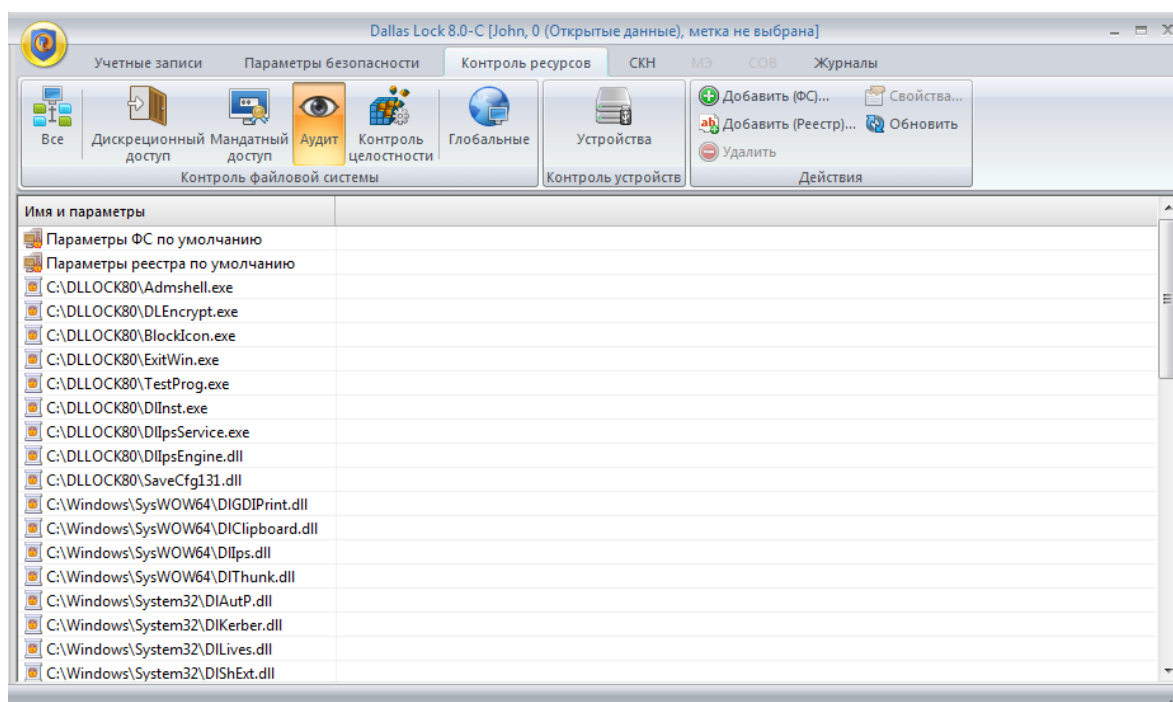 Dallas Lock 8.0-C [John, 0 (Открытые данные), метка не выбрана]
Учетные записи Параметры безопасности Контроль ресурсов СКН МЭ СОВ Журналы
Все Дискреционный доступ Мандатный доступ Аудит Контроль целостности Глобальные Устройства
Добавить (ФС)... Свойства...
Добавить (Реестр)... Обновить
Удалить
Контроль файловой системы Контроль устройств Действия
Имя и параметры
Параметры ФС по умолчанию
Параметры реестра по умолчанию
C:\DLLOCK80\Admshell.exe
C:\DLLOCK80\DLEncrypt.exe
C:\DLLOCK80\BlockIcon.exe
C:\DLLOCK80\ExitWin.exe
C:\DLLOCK80\TestProg.exe
C:\DLLOCK80\DlInst.exe
C:\DLLOCK80\DlIpsService.exe
C:\DLLOCK80\DlIpsEngine.dll
C:\DLLOCK80\SaveCfg131.dll
C:\Windows\SysWOW64\DlGDIPrint.dll
C:\Windows\SysWOW64\DlClipboard.dll
C:\Windows\SysWOW64\DlIps.dll
C:\Windows\SysWOW64\DlThunk.dll
C:\Windows\System32\DlAutP.dll
C:\Windows\System32\DlKerber.dll
C:\Windows\System32\DlLives.dll
C:\Windows\System32\DlShExt.dll